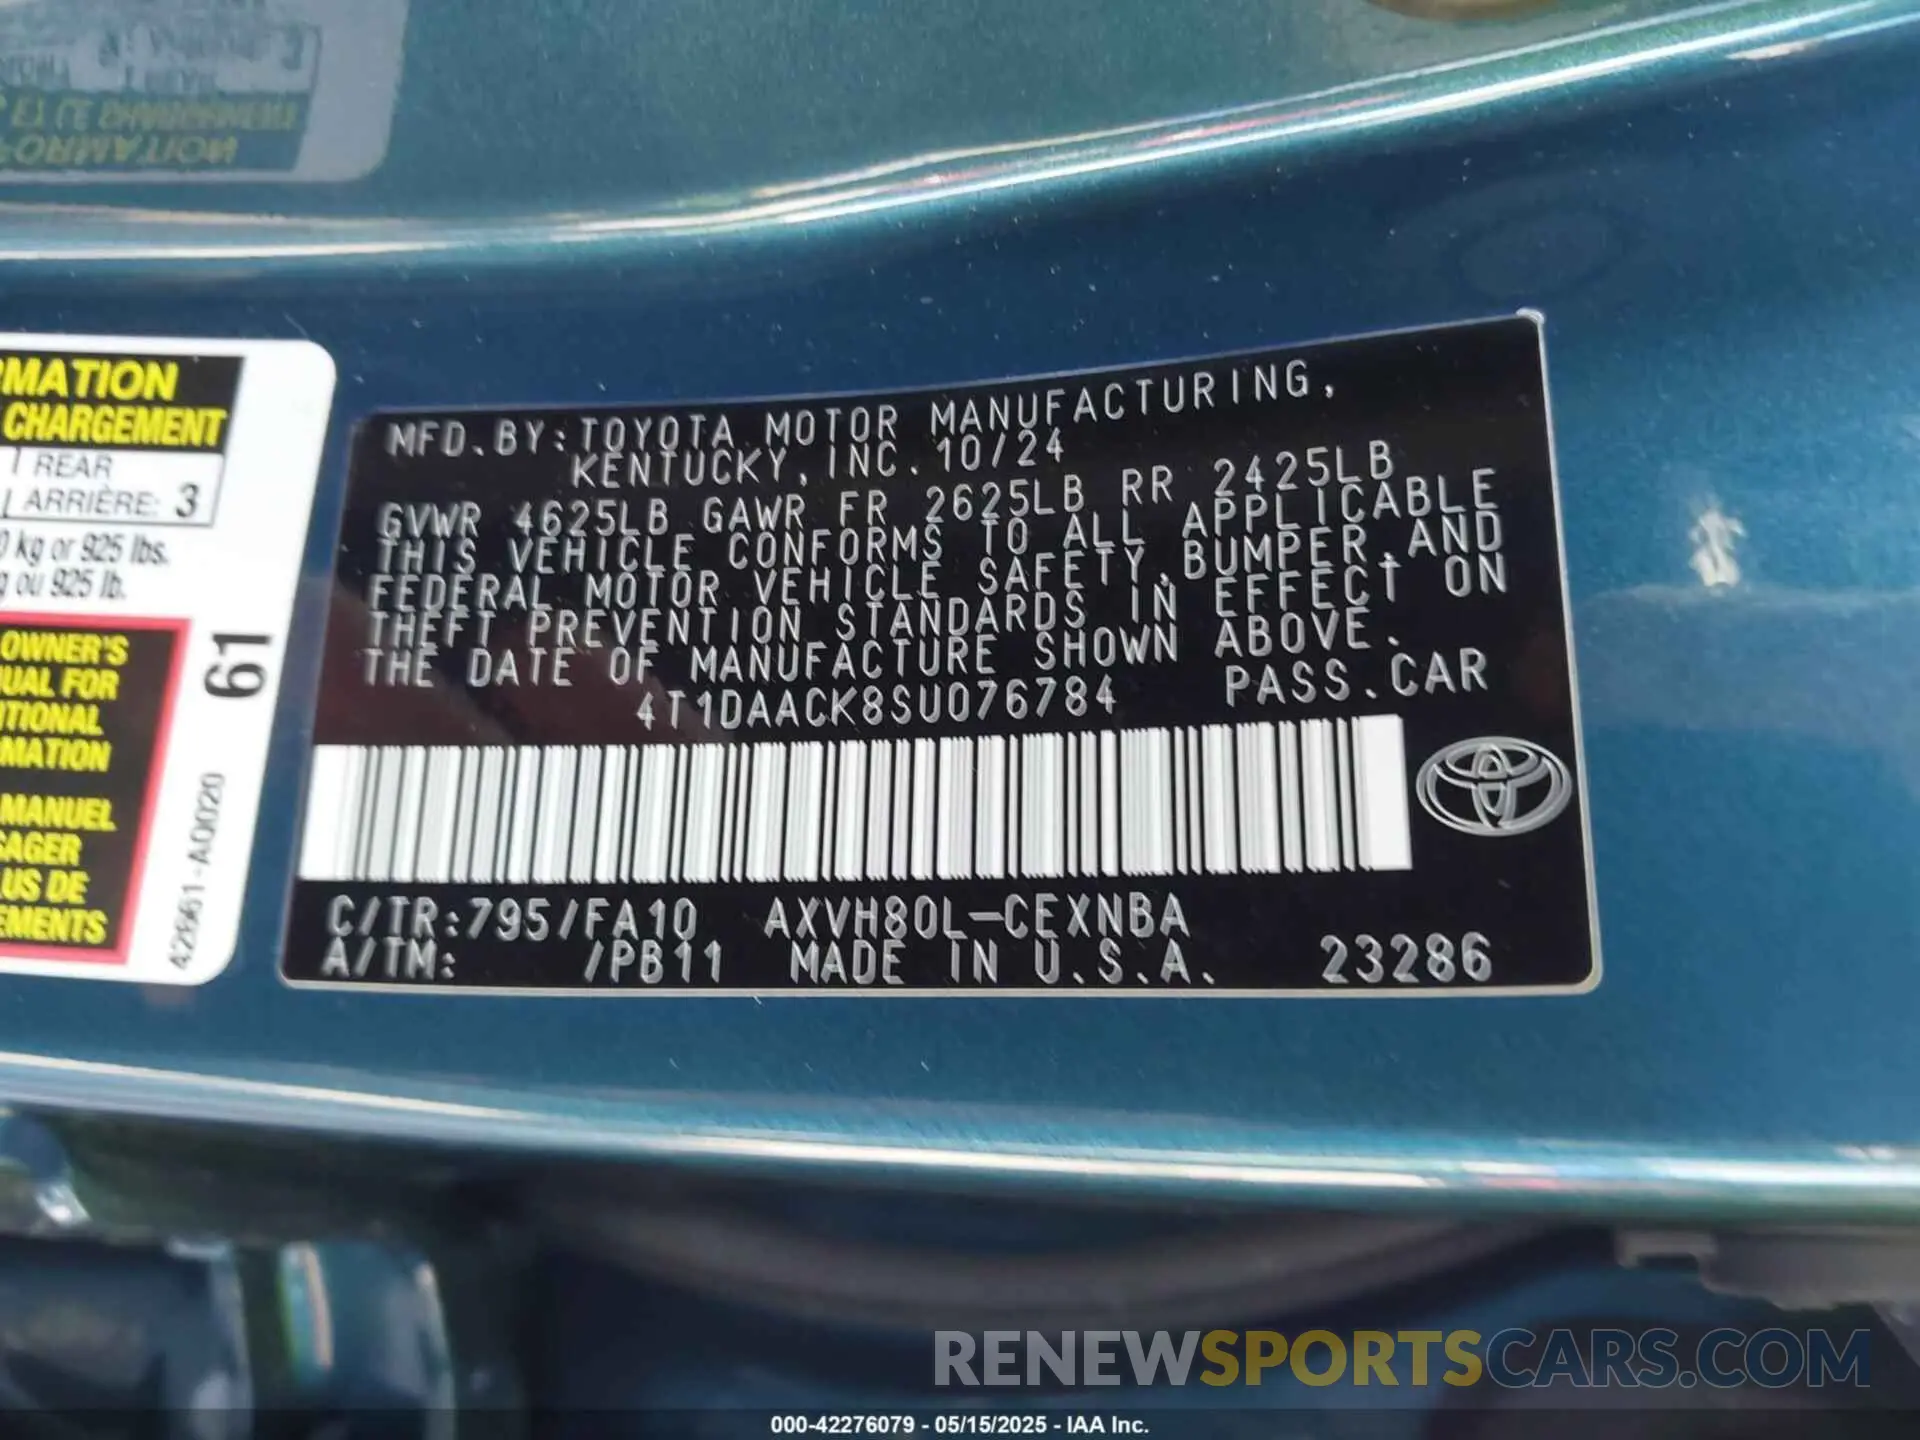 RMATION
CHARGEMENT
REAR
ARRIÈRE: 3
0 kg or 925 lbs.
g ou 925 lb.
OWNER'S
UAL FOR
ITIONAL
RMATION
MANUEL
SAGER
US DE
EMENTS
61
42661-A0020
MFD.BY:TOYOTA MOTOR MANUFACTURING,
KENTUCKY,INC.10/24
GVWR 4625LB GAWR FR 2625LB RR 2425LB
THIS VEHICLE CONFORMS TO ALL APPLICABLE
FEDERAL MOTOR VEHICLE SAFETY,BUMPER,AND
THEFT PREVENTION STANDARDS IN EFFECT ON
THE DATE OF MANUFACTURE SHOWN ABOVE.
4T1DAACK8SU076784 PASS.CAR
C/TR:795/FA10 AXVH80L-CEXNBA
A/TM: /PB11 MADE IN U.S.A. 23286
RENEWSPORTSCARS.COM
000-42276079 - 05/15/2025 - IAA Inc.